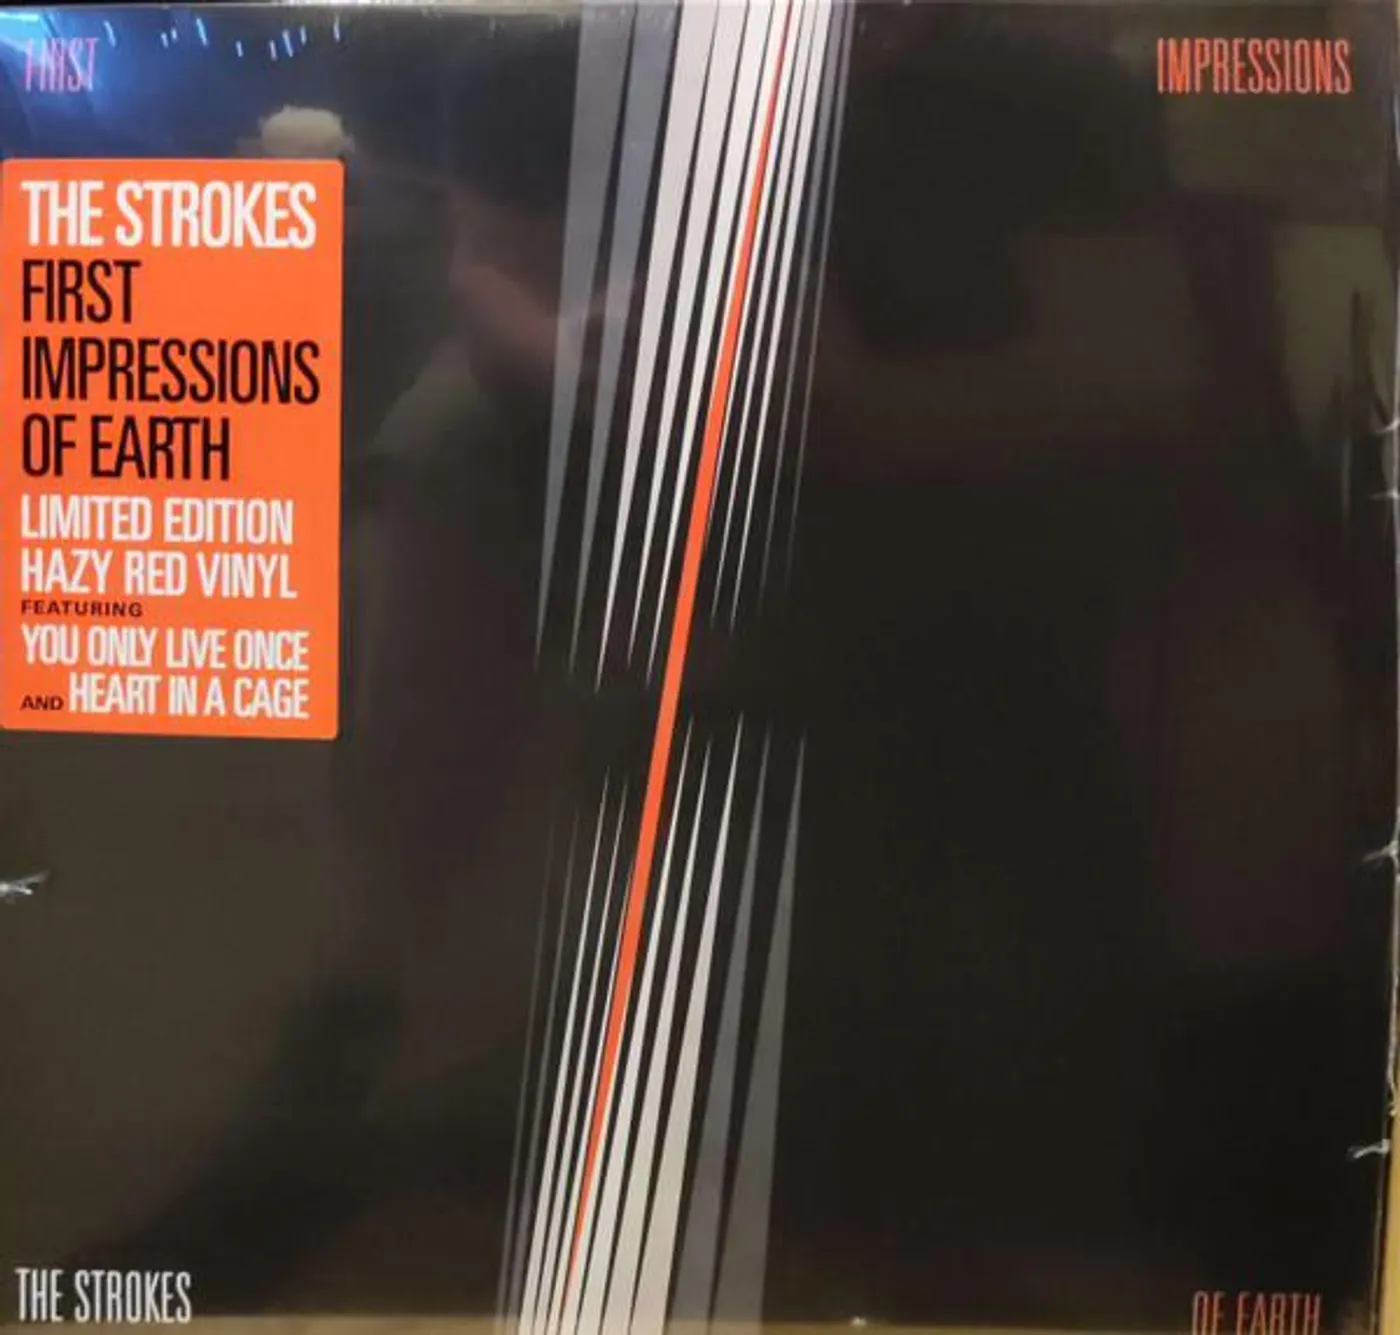 FIRST
IMPRESSIONS
THE STROKES
FIRST
IMPRESSIONS
OF EARTH
LIMITED EDITION
HAZY RED VINYL
FEATURING
YOU ONLY LIVE ONCE
AND HEART IN A CAGE
THE STROKES
OF EARTH